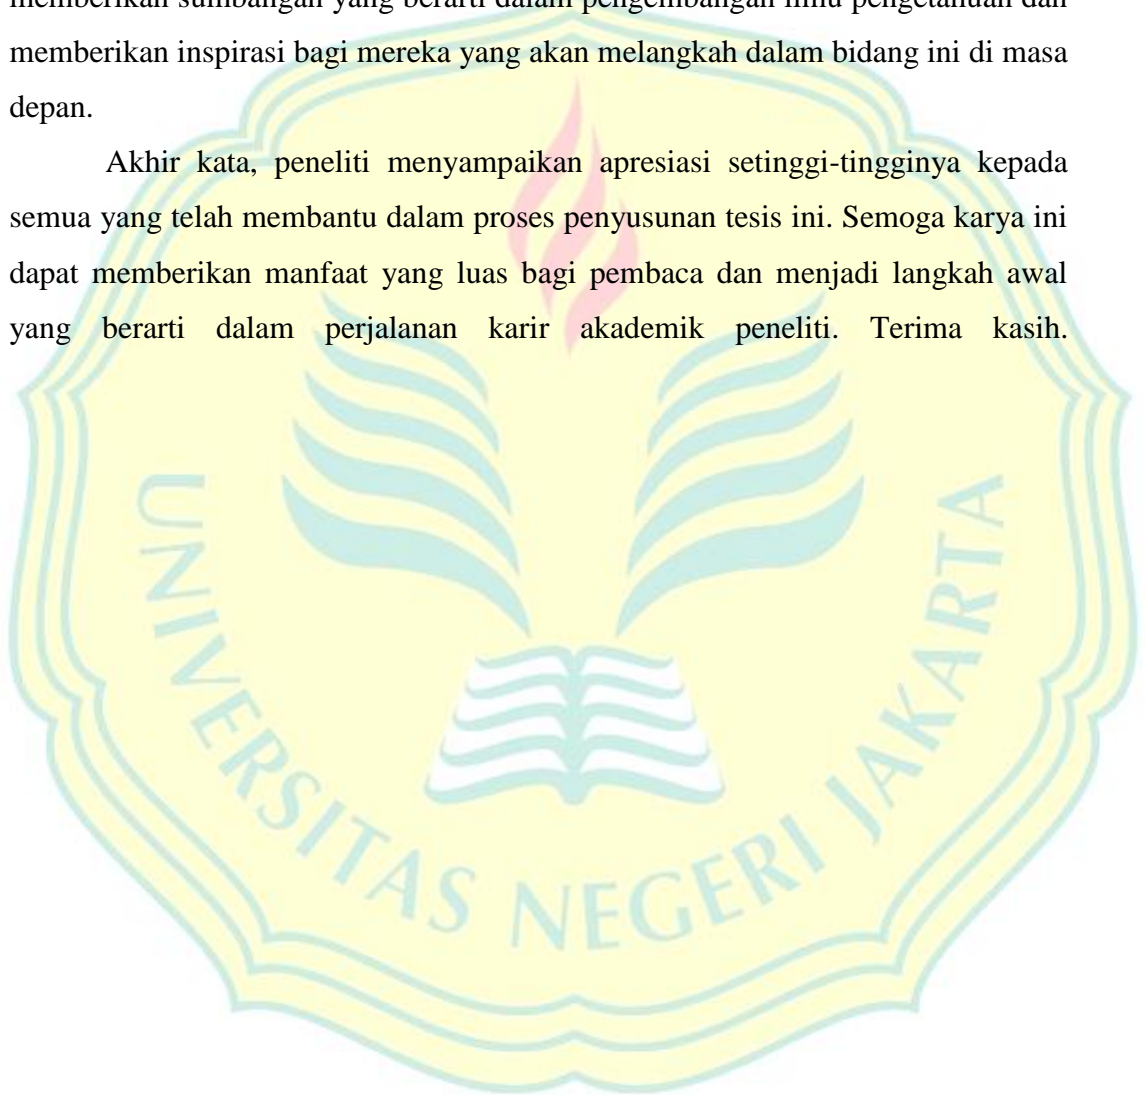 memberikan sumbangan yang berarti dalam pengembangan ilmu pengetahuan dan
memberikan inspirasi bagi mereka yang akan melangkah dalam bidang ini di masa
depan.
Akhir kata, peneliti menyampaikan apresiasi setinggi-tingginya kepada
semua yang telah membantu dalam proses penyusunan tesis ini. Semoga karya ini
dapat memberikan manfaat yang luas bagi pembaca dan menjadi langkah awal
yang berarti dalam perjalanan karir akademik peneliti. Terima kasih.
UNIVERSITAS NEGERI JAKARTA